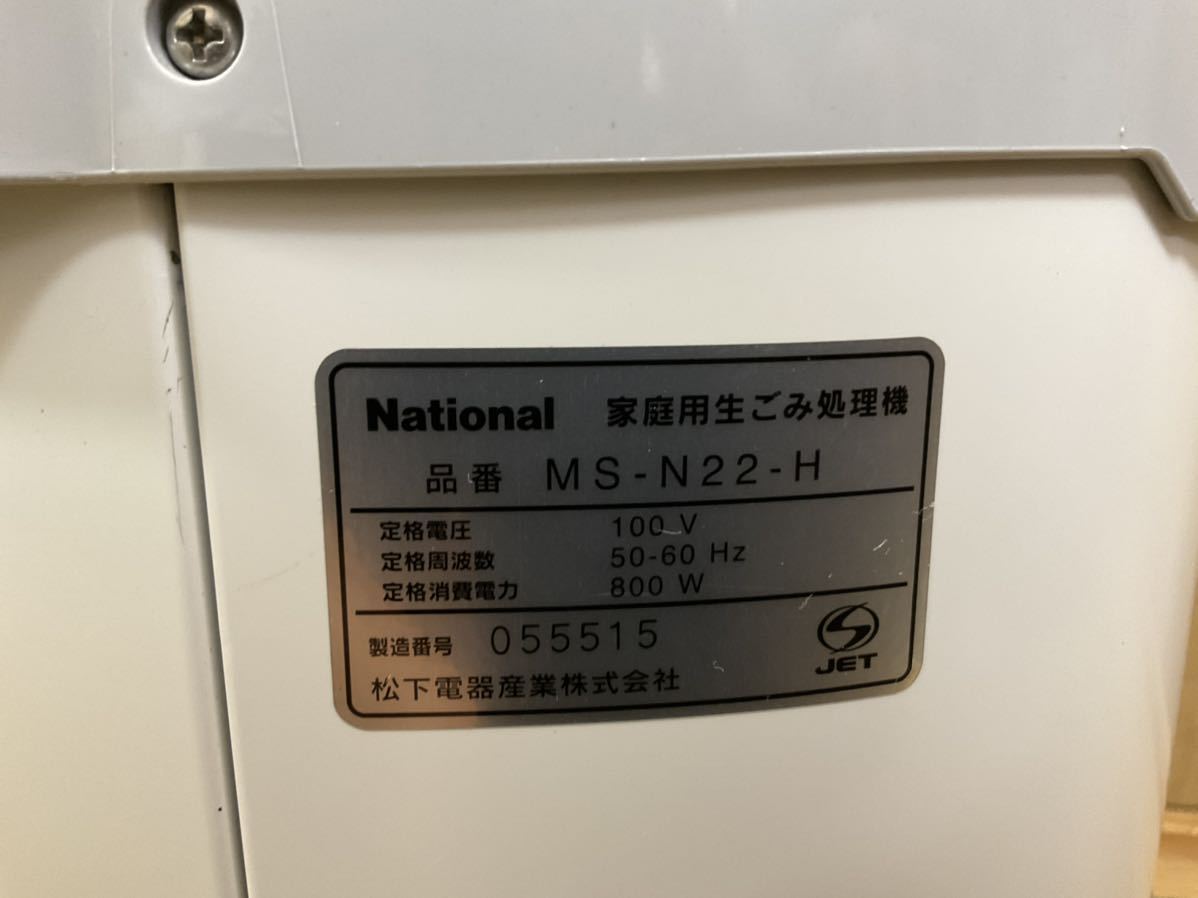 National 家庭用生ごみ処理機
品番 MS-N22-H
定格電圧 100 V
定格周波数 50-60 Hz
定格消費電力 800 W
製造番号 055515
松下電器産業株式会社
JET